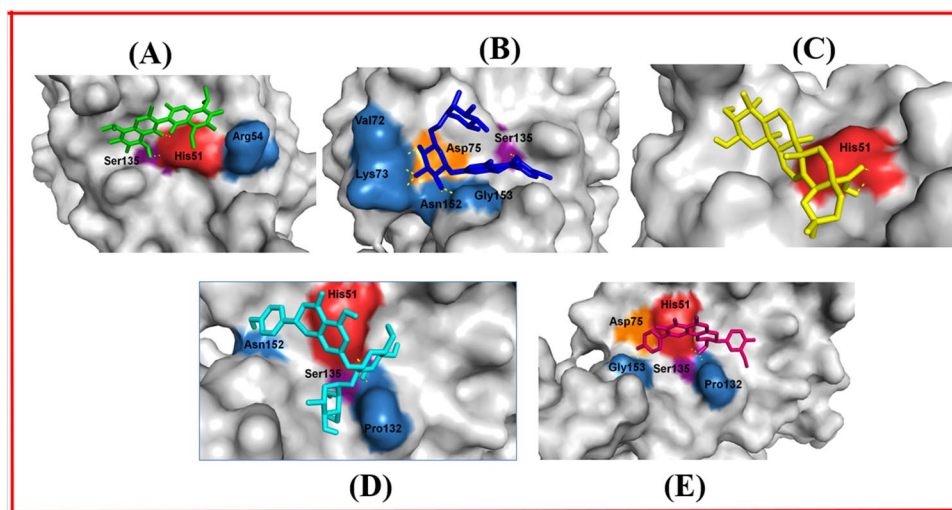 (A)
Ser135
His51
Arg54
(B)
Val72
Lys73
Asp75
Ser135
Asn152
Gly153
(C)
His51
His51
Asn152
Ser135
Pro132
(D)
His51
Asp75
Gly153
Ser135
Pro132
(E)